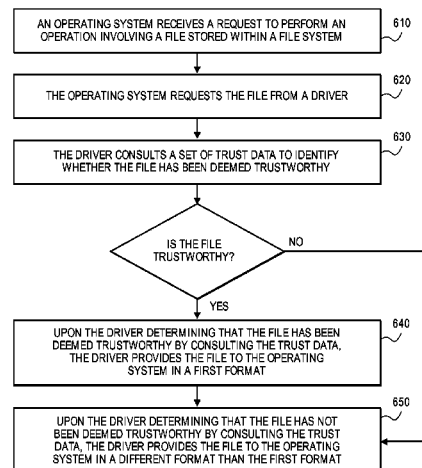 AN OPERATING SYSTEM RECEIVES A REQUEST TO PERFORM AN
OPERATION INVOLVING A FILE STORED WITHIN A FILE SYSTEM
610
THE OPERATING SYSTEM REQUESTS THE FILE FROM A DRIVER
620
THE DRIVER CONSULTS A SET OF TRUST DATA TO IDENTIFY
WHETHER THE FILE HAS BEEN DEEMED TRUSTWORTHY
630
IS THE FILE
TRUSTWORTHY?
NO
YES
UPON THE DRIVER DETERMINING THAT THE FILE HAS BEEN
DEEMED TRUSTWORTHY BY CONSULTING THE TRUST DATA,
THE DRIVER PROVIDES THE FILE TO THE OPERATING
SYSTEM IN A FIRST FORMAT
640
UPON THE DRIVER DETERMINING THAT THE FILE HAS NOT
BEEN DEEMED TRUSTWORTHY BY CONSULTING THE TRUST
DATA, THE DRIVER PROVIDES THE FILE TO THE OPERATING
SYSTEM IN A DIFFERENT FORMAT THAN THE FIRST FORMAT
650